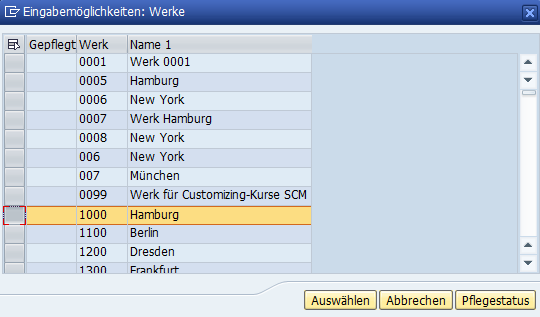 Eingabemöglichkeiten: Werke
Gepflegt Werk Name 1
0001 Werk 0001
0005 Hamburg
0006 New York
0007 Werk Hamburg
0008 New York
006 New York
007 München
0099 Werk für Customizing-Kurse SCM
1000 Hamburg
1100 Berlin
1200 Dresden
1300 Frankfurt
Auswählen Abbrechen Pflegestatus